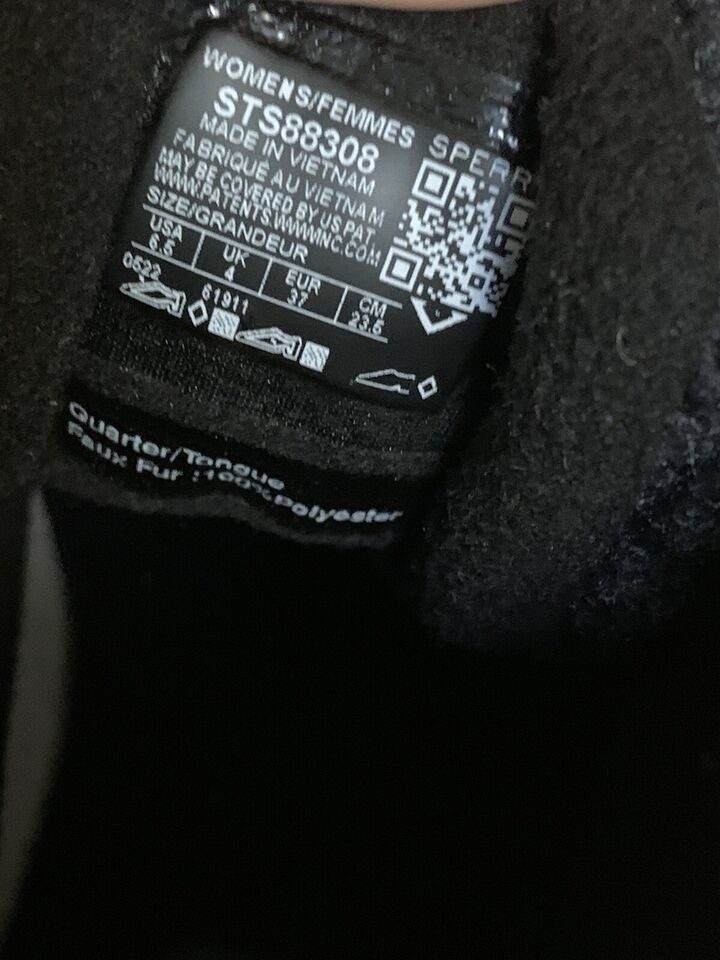 WOMENS/FEMMES
STS88308
SPERR
MADE IN VIETNAM
FABRIQUÉ AU VIETNAM
MAY BE COVERED BY US PAT,
WWW.PATENTS.WWWINC.COM
SIZE/GRANDEUR
USA UK EUR CM
6.5 4 37 23.5
0522 61911
Quarter/Tongue
Faux Fur :100%Polyester